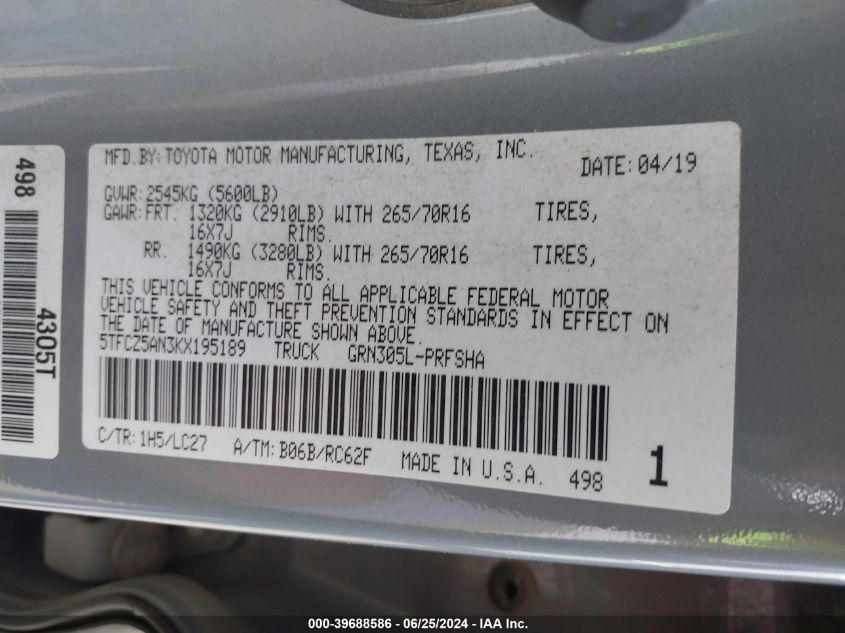 498
4305T
MFD.BY:TOYOTA MOTOR MANUFACTURING, TEXAS, INC.
DATE:04/19
GVWR:2545KG (5600LB)
GAWR:FRT. 1320KG (2910LB) WITH 265/70R16 TIRES,
16X7J RIMS.
RR. 1490KG (3280LB) WITH 265/70R16 TIRES,
16X7J RIMS.
THIS VEHICLE CONFORMS TO ALL APPLICABLE FEDERAL MOTOR
VEHICLE SAFETY AND THEFT PREVENTION STANDARDS IN EFFECT ON
THE DATE OF MANUFACTURE SHOWN ABOVE.
5TFCZ5AN3KX195189 TRUCK GRN305L-PRFSHA
C/TR:1H5/LC27 A/TM:B06B/RC62F MADE IN U.S.A. 498
1
000-39688586 - 06/25/2024 - IAA Inc.